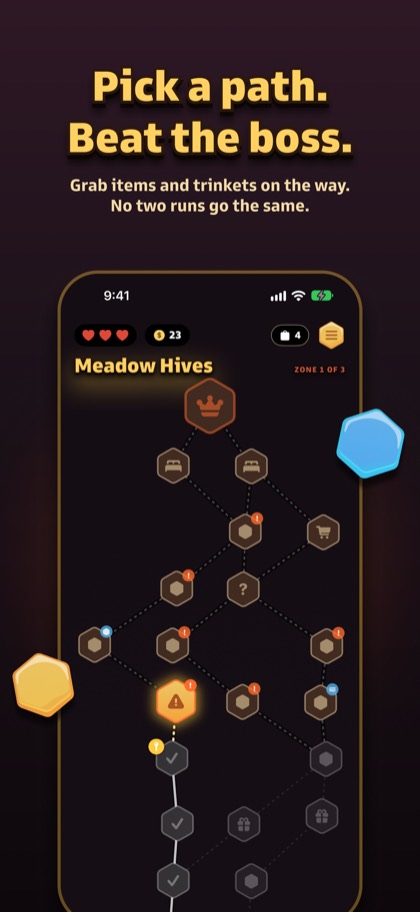 Pick a path.
Beat the boss.
Grab items and trinkets on the way.
No two runs go the same.
9:41
$ 23
4
Meadow Hives
ZONE 1 OF 3
!
!
?
!
!
!
!